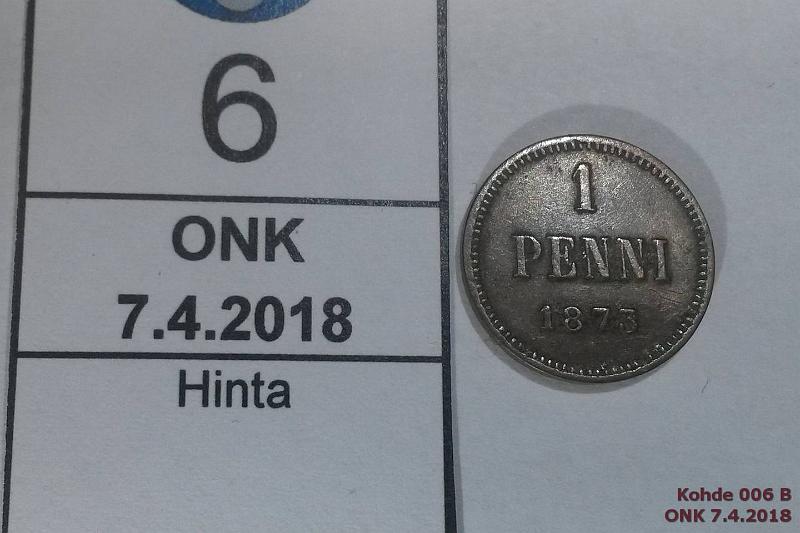 6
ONK
7.4.2018
Hinta
1
PENNI
1873
Kohde 006 B
ONK 7.4.2018